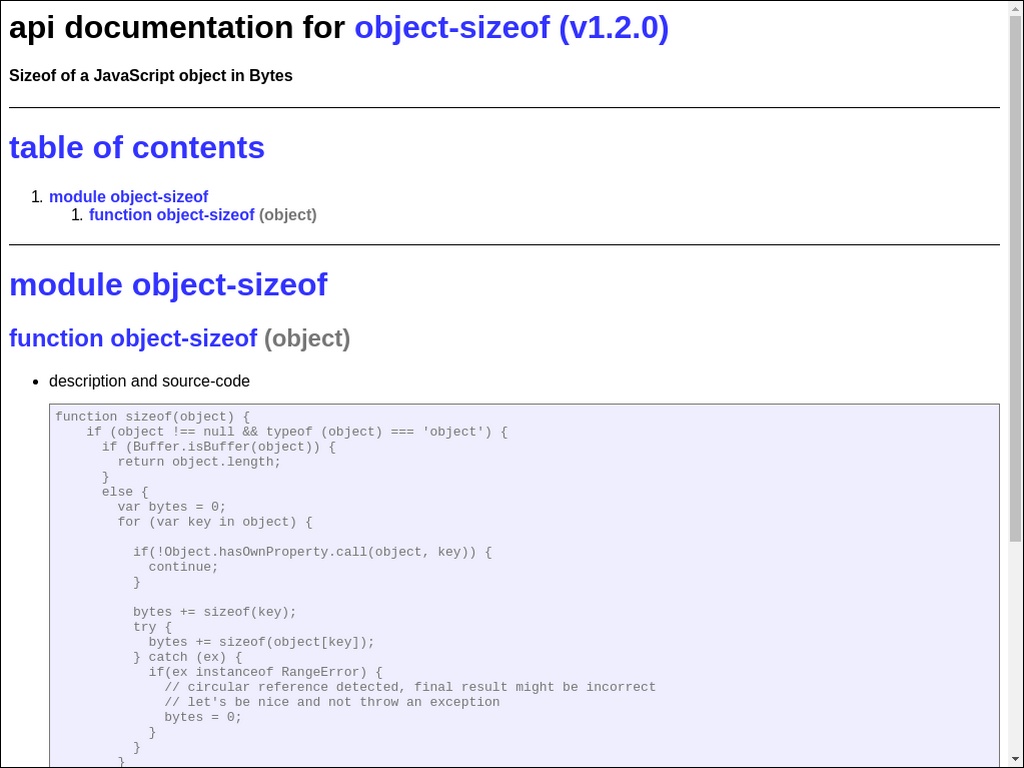 api documentation for object-sizeof (v1.2.0)
Sizeof of a JavaScript object in Bytes
table of contents
1. module object-sizeof
1. function object-sizeof (object)
module object-sizeof
function object-sizeof (object)
• description and source-code
function sizeof(object) {
    if (object !== null && typeof (object) === 'object') {
      if (Buffer.isBuffer(object)) {
        return object.length;
      }
      else {
        var bytes = 0;
        for (var key in object) {

          if(!Object.hasOwnProperty.call(object, key)) {
            continue;
          }

          bytes += sizeof(key);
          try {
            bytes += sizeof(object[key]);
          } catch (ex) {
            if(ex instanceof RangeError) {
              // circular reference detected, final result might be incorrect
              // let's be nice and not throw an exception
              bytes = 0;
            }
          }
        }